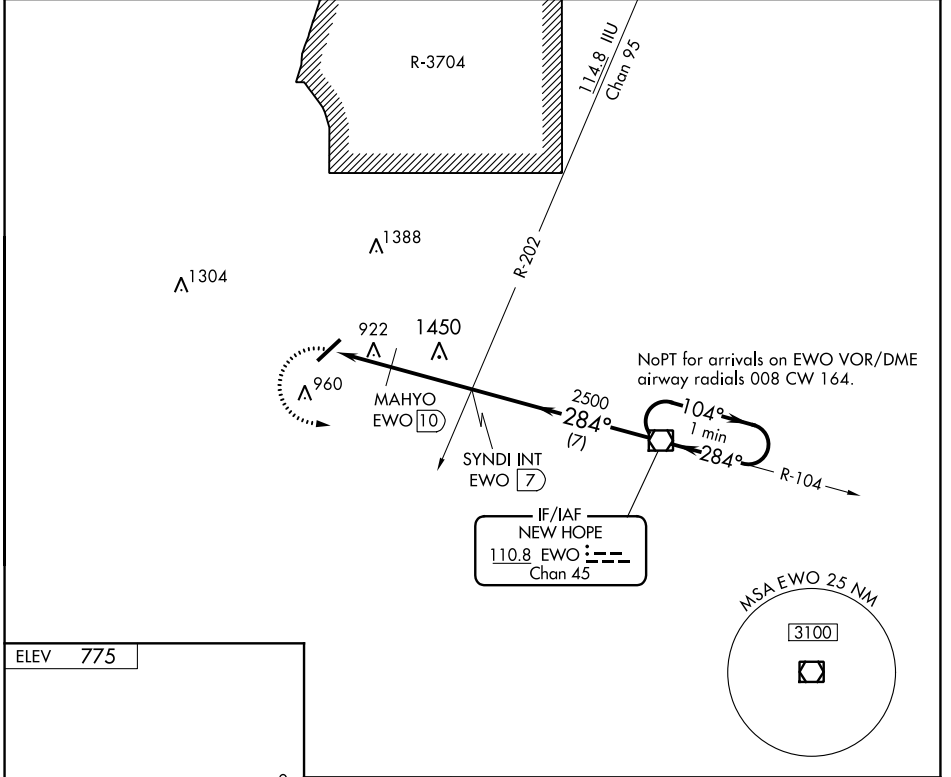 R-3704
114.8 IIU
Chan 95
R-202
1388
1304
922
1450
960
MAHYO
EWO 10
SYNDI INT
EWO 7
2500
284°
(7)
NoPT for arrivals on EWO VOR/DME
airway radials 008 CW 164.
104°
1 min
284°
R-104
IF/IAF
NEW HOPE
110.8 EWO
Chan 45
MSA EWO 25 NM
3100
ELEV 775